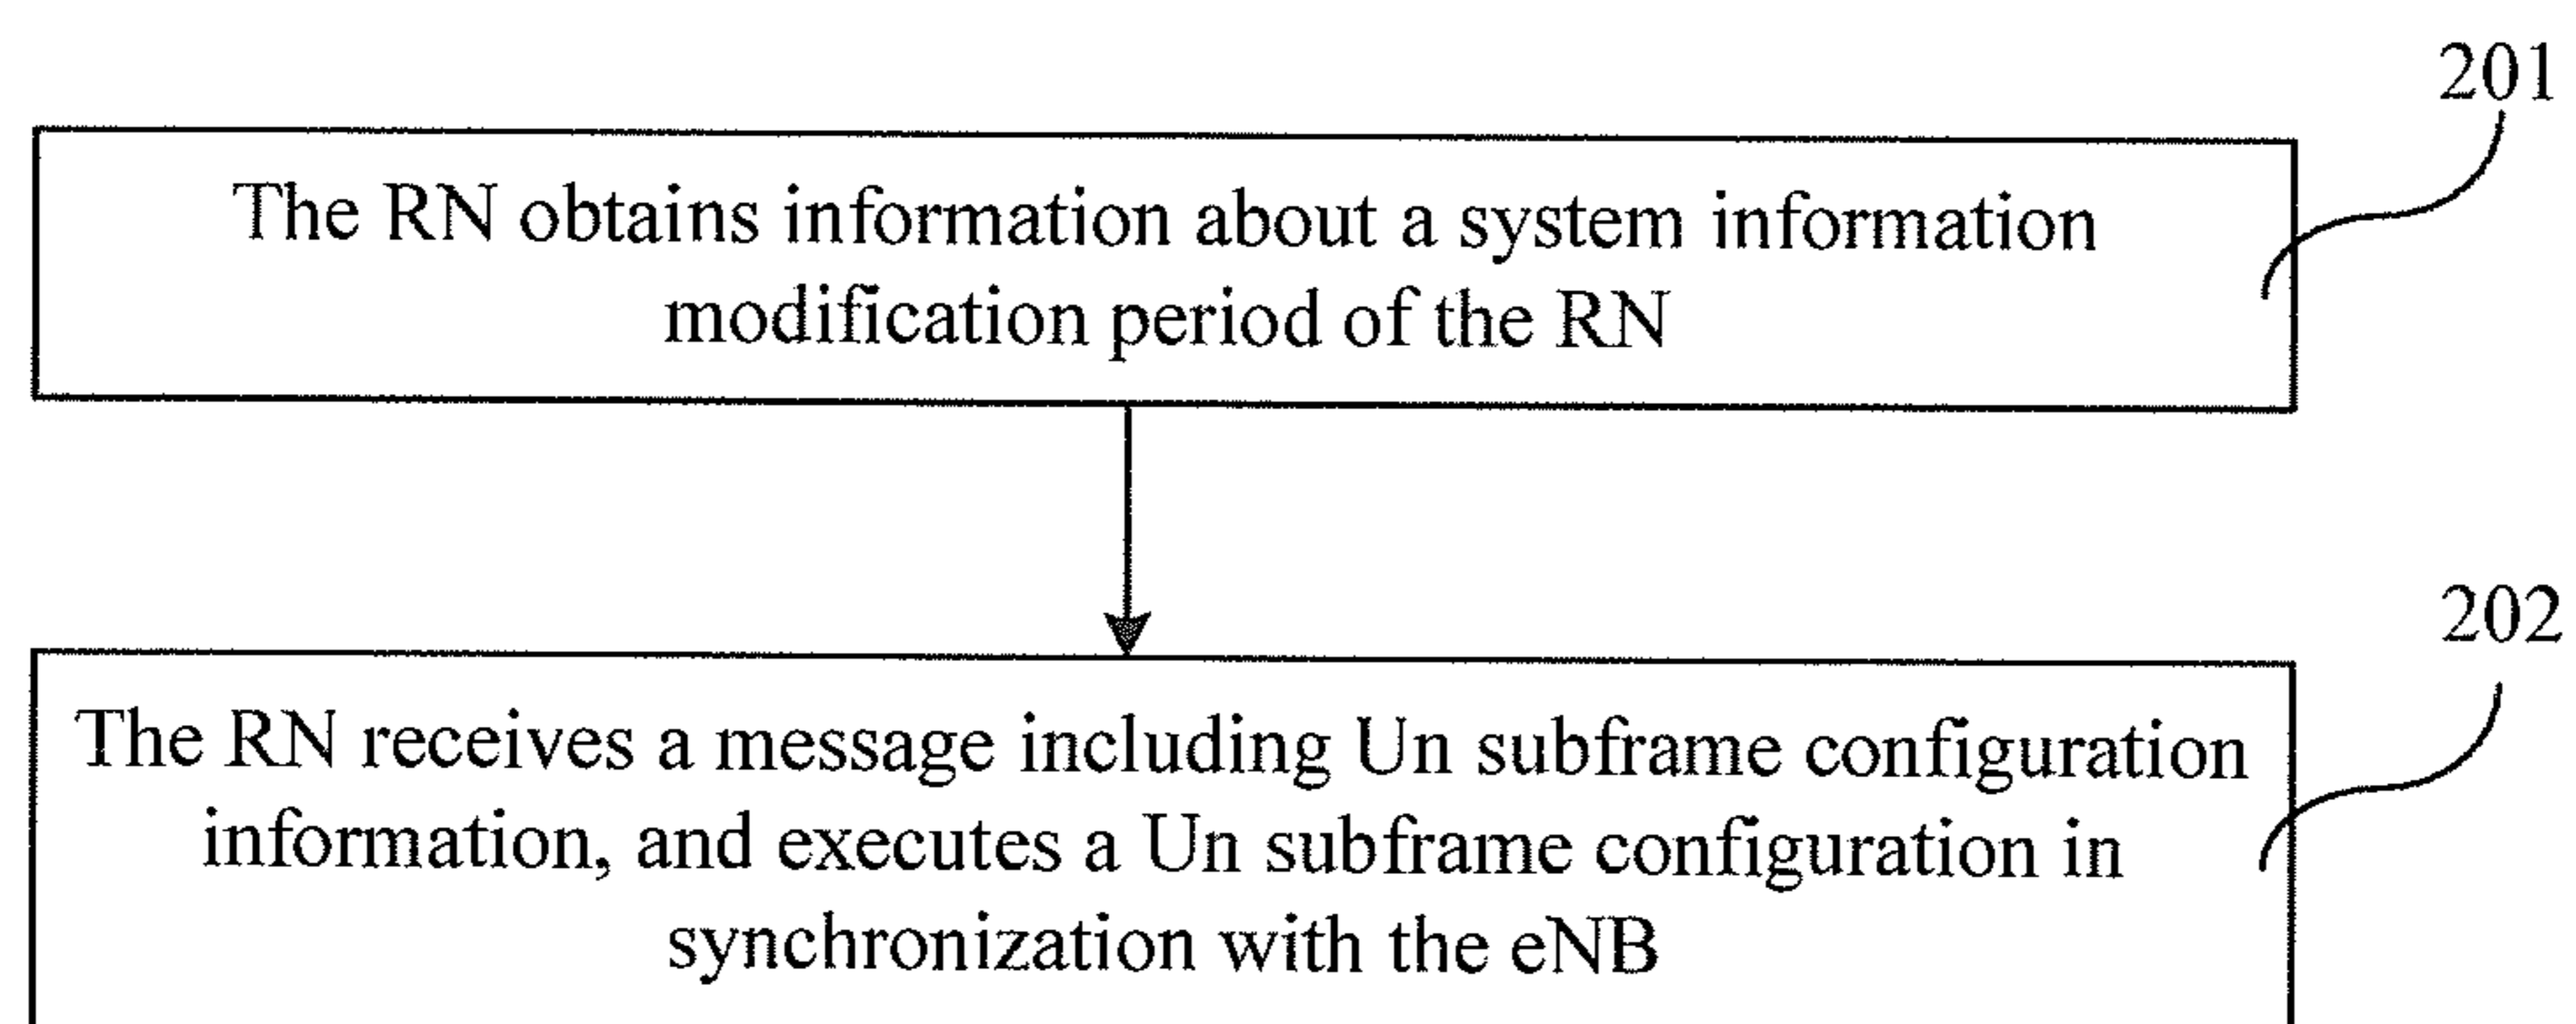 201
The RN obtains information about a system information
modification period of the RN
202
The RN receives a message including Un subframe configuration
information, and executes a Un subframe configuration in
synchronization with the eNB